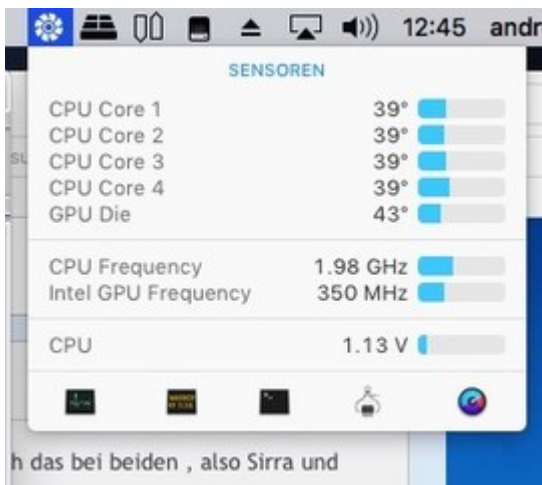 12:45 andr
SENSOREN
CPU Core 1 39°
CPU Core 2 39°
CPU Core 3 39°
CPU Core 4 39°
GPU Die 43°
CPU Frequency 1.98 GHz
Intel GPU Frequency 350 MHz
CPU 1.13 V
h das bei beiden , also Sirra und